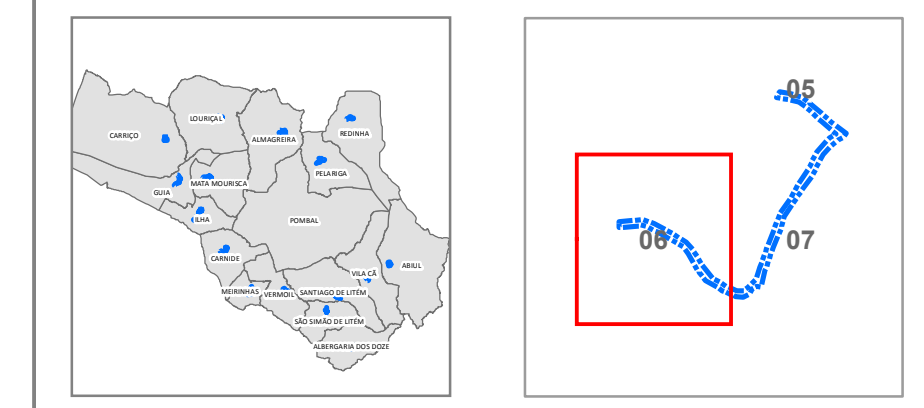 LOURIÇAL
CARRIÇO
ALMAGREIRA
REDINHA
PELARIGA
MATA MOURISCA
GUIA
ILHA
POMBAL
CARNIDE
ABIUL
VILA CÃ
MEIRINHAS
VERMOIL
SANTIAGO DE LITÉM
SÃO SIMÃO DE LITÉM
ALBERGARIA DOS DOZE
05
06
07